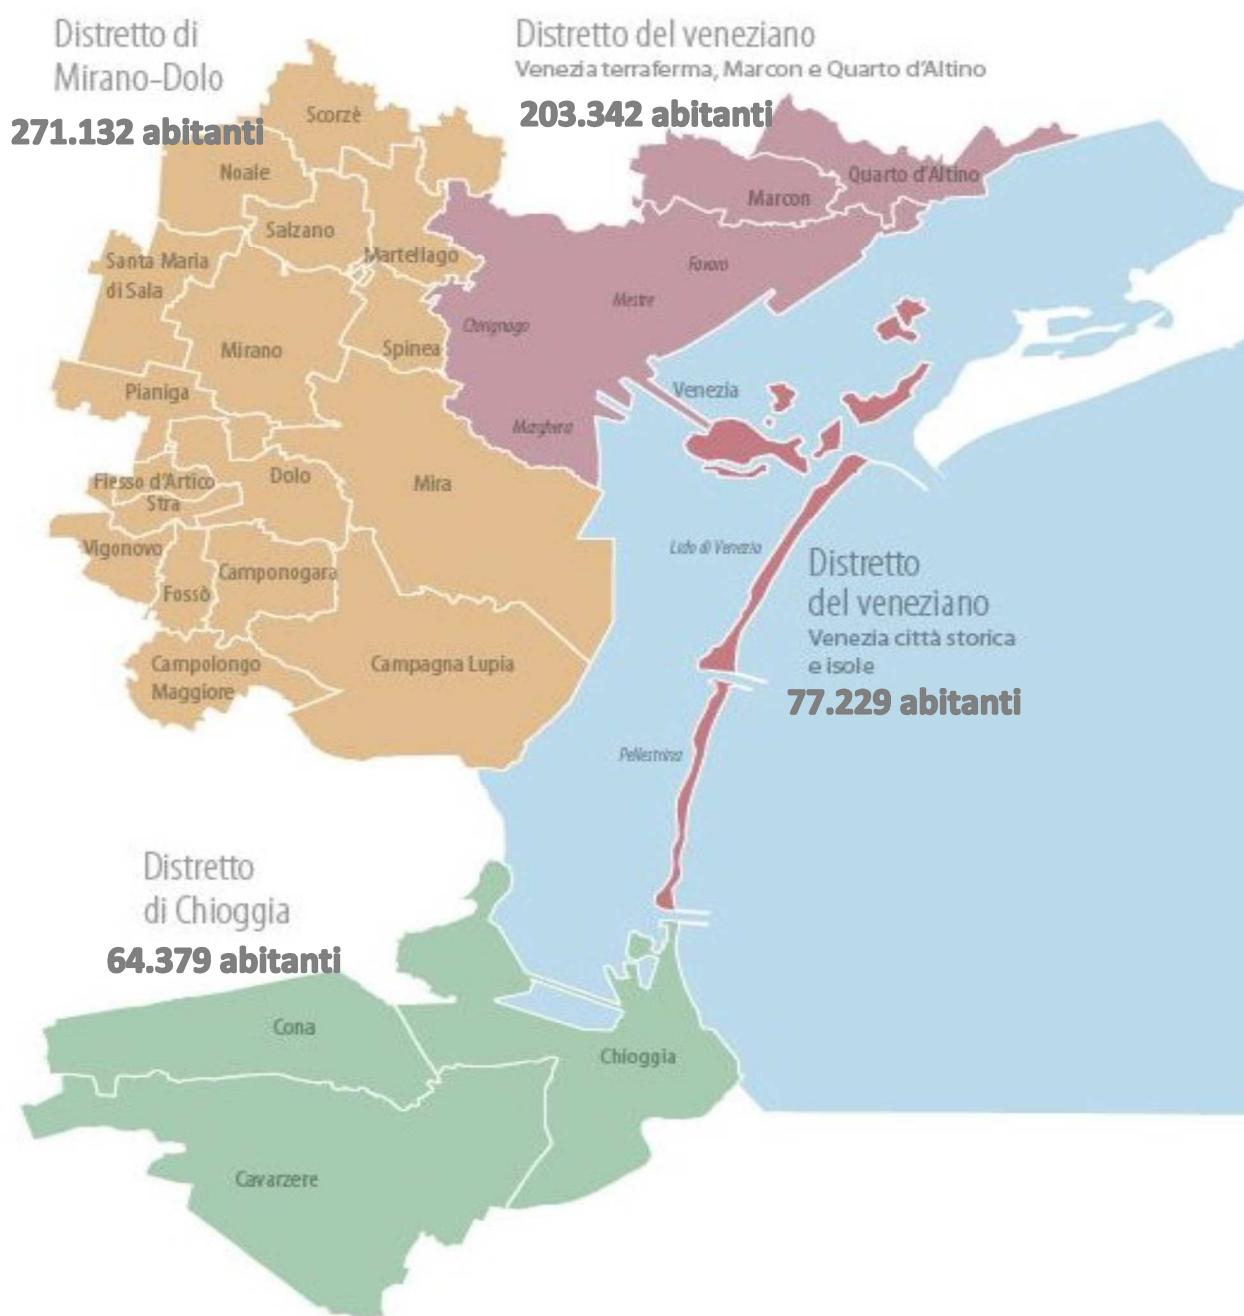 Distretto di
Mirano-Dolo
271.132 abitanti
Distretto del veneziano
Venezia terraferma, Marcon e Quarto d'Altino
203.342 abitanti
Scorzè
Noale
Salzano
Martellago
Santa Maria
di Sala
Mirano
Spinea
Pianiga
Dolo
Mira
Fiesso d'Artico
Stra
Vigonovo
Fossò
Camponogara
Campolongo
Maggiore
Campagna Lupia
Quarto d'Altino
Marcon
Favaro
Mestre
Chirignago
Marghera
Venezia
Lido di Venezia
Distretto
del veneziano
Venezia città storica
e isole
77.229 abitanti
Pellestrina
Distretto
di Chioggia
64.379 abitanti
Cona
Chioggia
Cavarzere